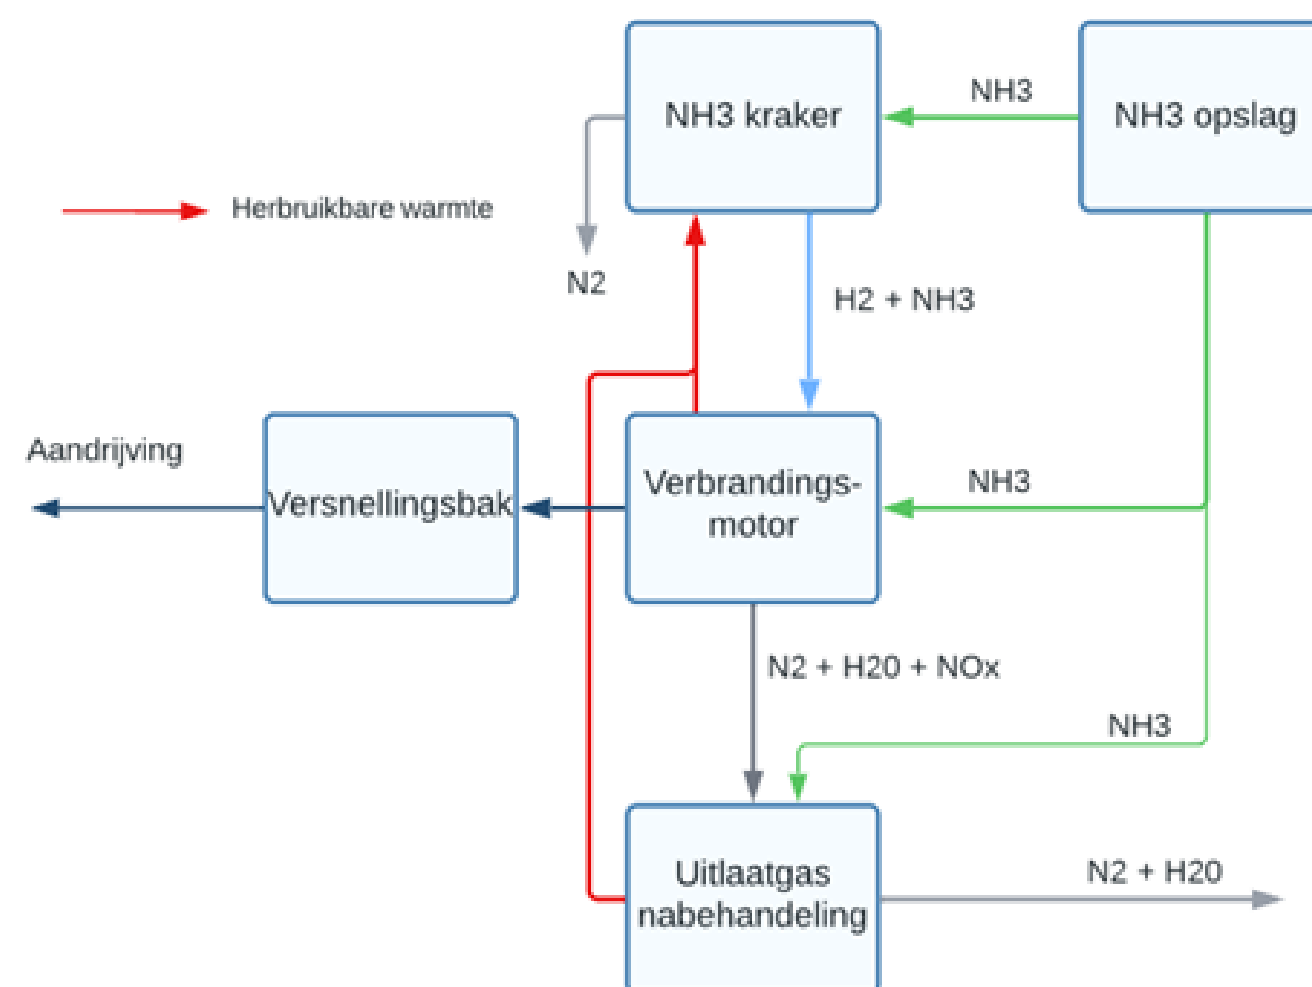 NH3 kraker
NH3
NH3 opslag
Herbruikbare warmte
N2
H2 + NH3
Aandrijving
Versnellingsbak
Verbrandings-
motor
NH3
N2 + H20 + NOx
NH3
Uitlaatgas
nabehandeling
N2 + H20